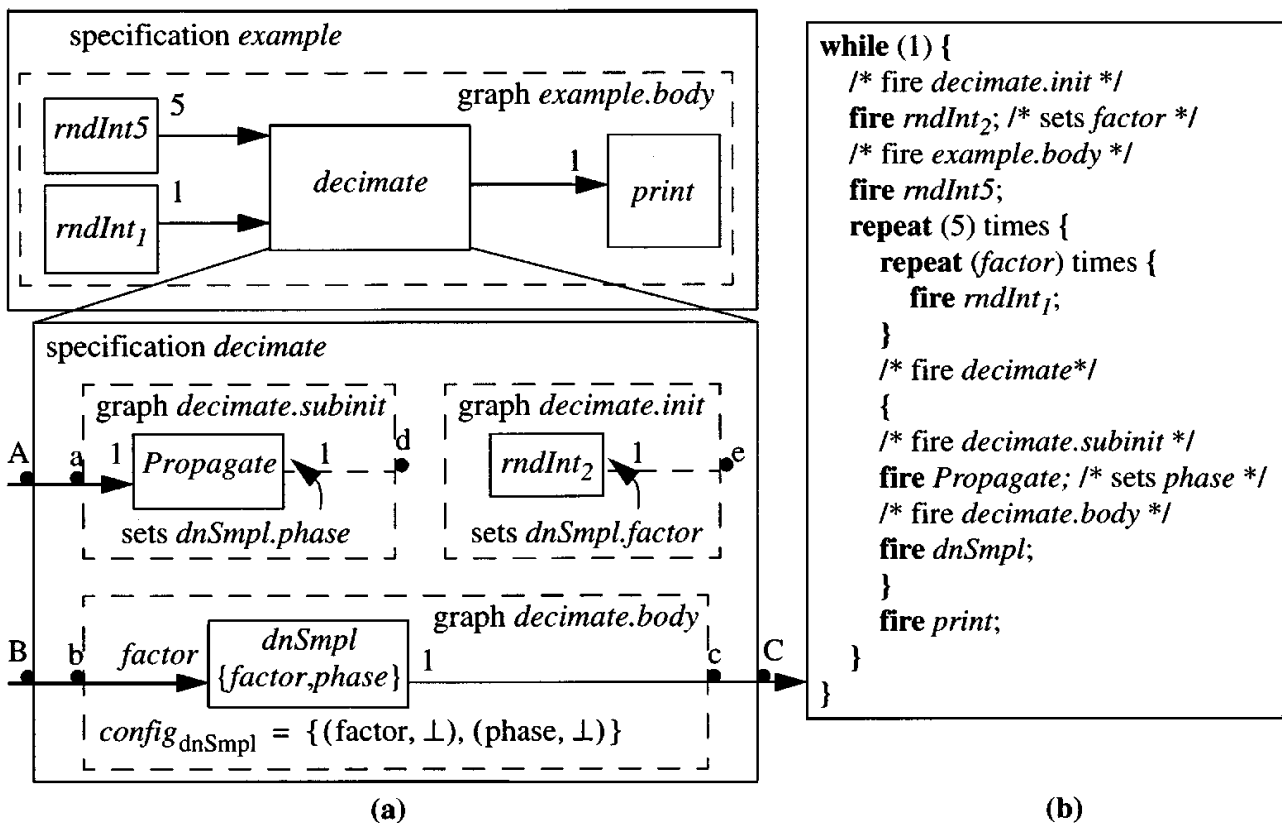 specification example
graph example.body
rndInt5
5
rndInt1
1
decimate
1
print
specification decimate
graph decimate.subinit
A
a
1
Propagate
1
d
sets dnSmpl.phase
graph decimate.init
rndInt2
1
e
sets dnSmpl.factor
graph decimate.body
B
b
factor
dnSmpl
{factor,phase}
1
c
C
config dnSmpl = {(factor, ⊥), (phase, ⊥)}
(a)
while (1) {
/* fire decimate.init */
fire rndInt2; /* sets factor */
/* fire example.body */
fire rndInt5;
repeat (5) times {
repeat (factor) times {
fire rndInt1;
}
/* fire decimate*/
{
/* fire decimate.subinit */
fire Propagate; /* sets phase */
/* fire decimate.body */
fire dnSmpl;
}
fire print;
}
}
(b)